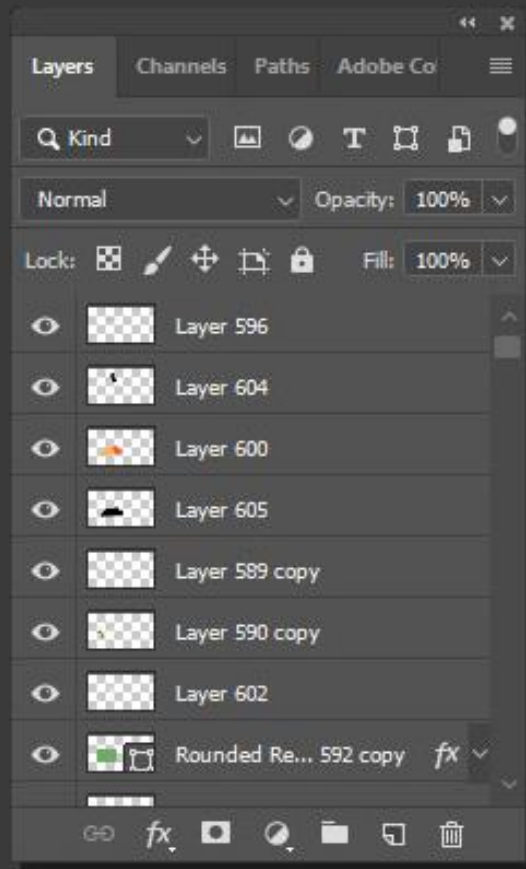 Layers Channels Paths Adobe Co
Kind T
Normal Opacity: 100%
Lock: Fill: 100%
Layer 596
Layer 604
Layer 600
Layer 605
Layer 589 copy
Layer 590 copy
Layer 602
Rounded Re... 592 copy fx
fx